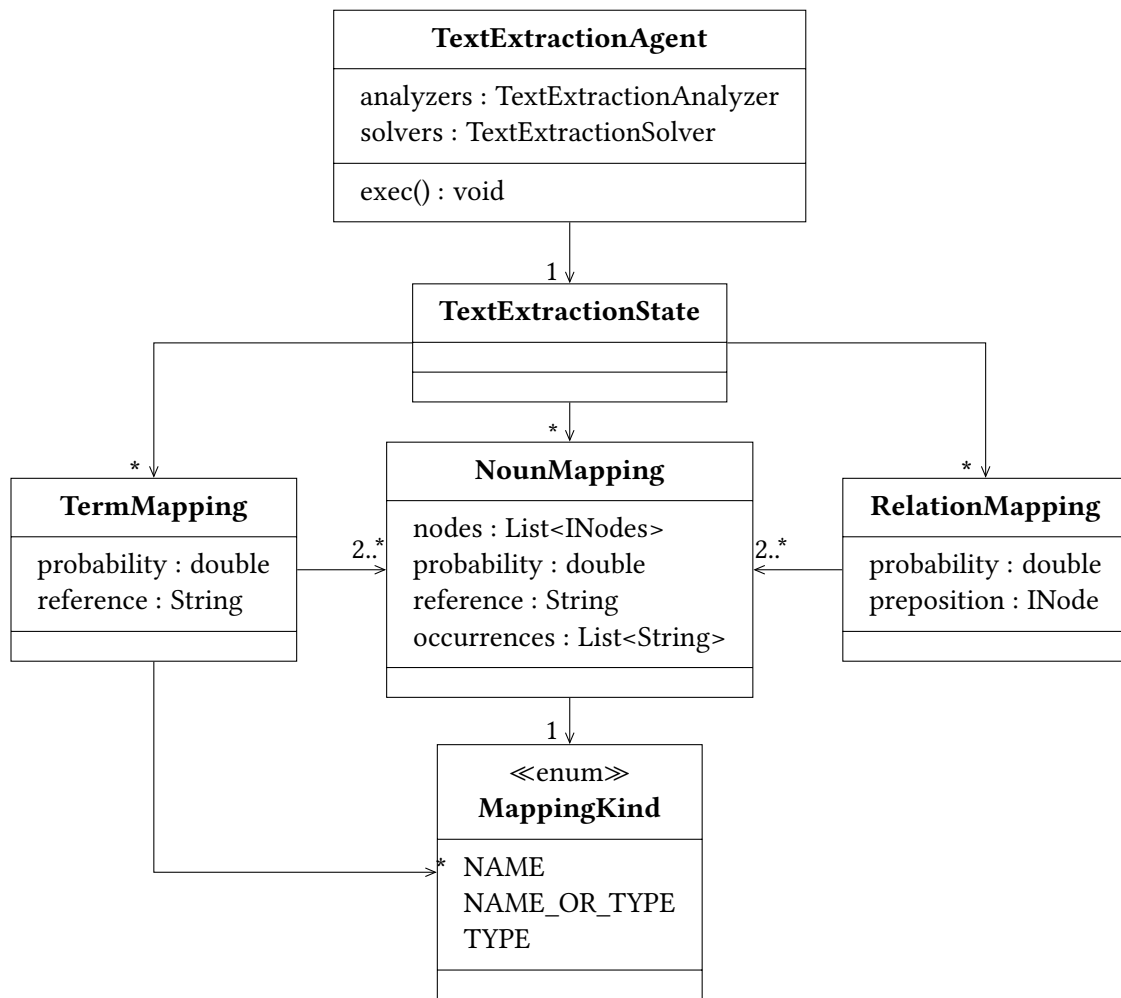 TextExtractionAgent
analyzers : TextExtractionAnalyzer
solvers : TextExtractionSolver
exec() : void
1
TextExtractionState
*
*
*
TermMapping
probability : double
reference : String
2..*
NounMapping
nodes : List<INodes>
probability : double
reference : String
occurrences : List<String>
2..*
RelationMapping
probability : double
preposition : INode
1
≪enum≫
MappingKind
*
NAME
NAME_OR_TYPE
TYPE